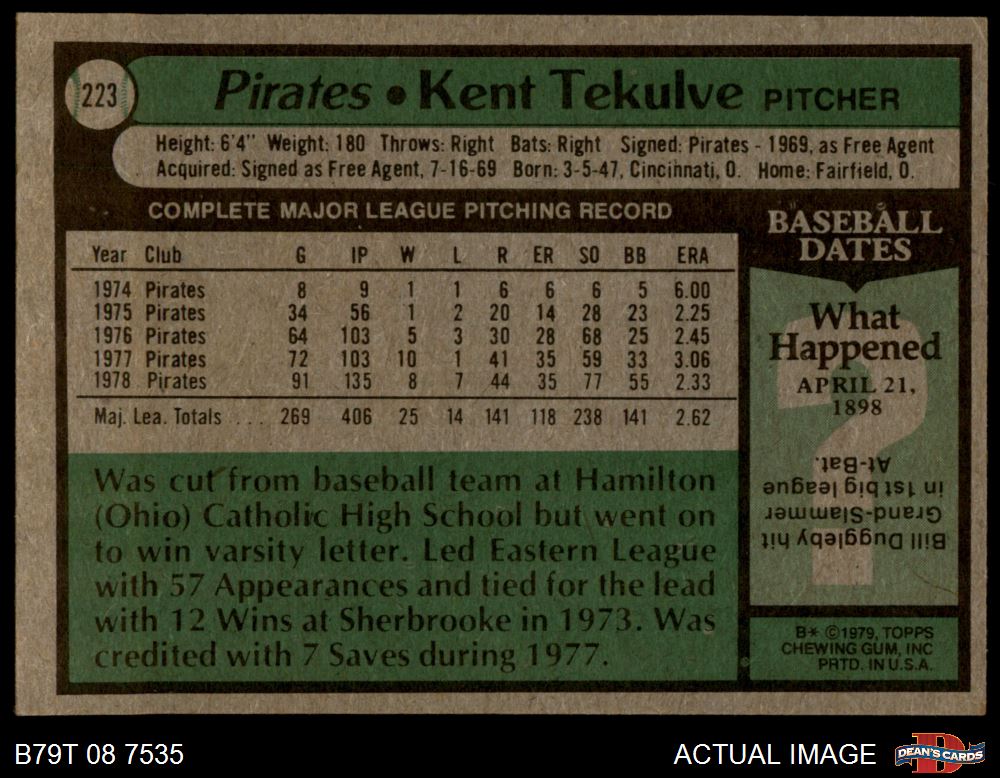 223
Pirates • Kent Tekulve PITCHER
Height: 6'4" Weight: 180 Throws: Right Bats: Right Signed: Pirates - 1969, as Free Agent
Acquired: Signed as Free Agent, 7-16-69 Born: 3-5-47, Cincinnati, O. Home: Fairfield, O.
COMPLETE MAJOR LEAGUE PITCHING RECORD
Year Club G IP W L R ER SO BB ERA
1974 Pirates 8 9 1 1 6 6 6 5 6.00
1975 Pirates 34 56 1 2 20 14 28 23 2.25
1976 Pirates 64 103 5 3 30 28 68 25 2.45
1977 Pirates 72 103 10 1 41 35 59 33 3.06
1978 Pirates 91 135 8 7 44 35 77 55 2.33
Maj. Lea. Totals ... 269 406 25 14 141 118 238 141 2.62
Was cut from baseball team at Hamilton
(Ohio) Catholic High School but went on
to win varsity letter. Led Eastern League
with 57 Appearances and tied for the lead
with 12 Wins at Sherbrooke in 1973. Was
credited with 7 Saves during 1977.
BASEBALL
DATES
What
Happened
APRIL 21,
1898
?
Bill Duggleby hit
Grand-Slammer
in 1st big league
At-Bat.
B* ©1979, TOPPS
CHEWING GUM, INC
PRTD. IN U.S.A.
B79T 08 7535
ACTUAL IMAGE
DEAN'S CARDS